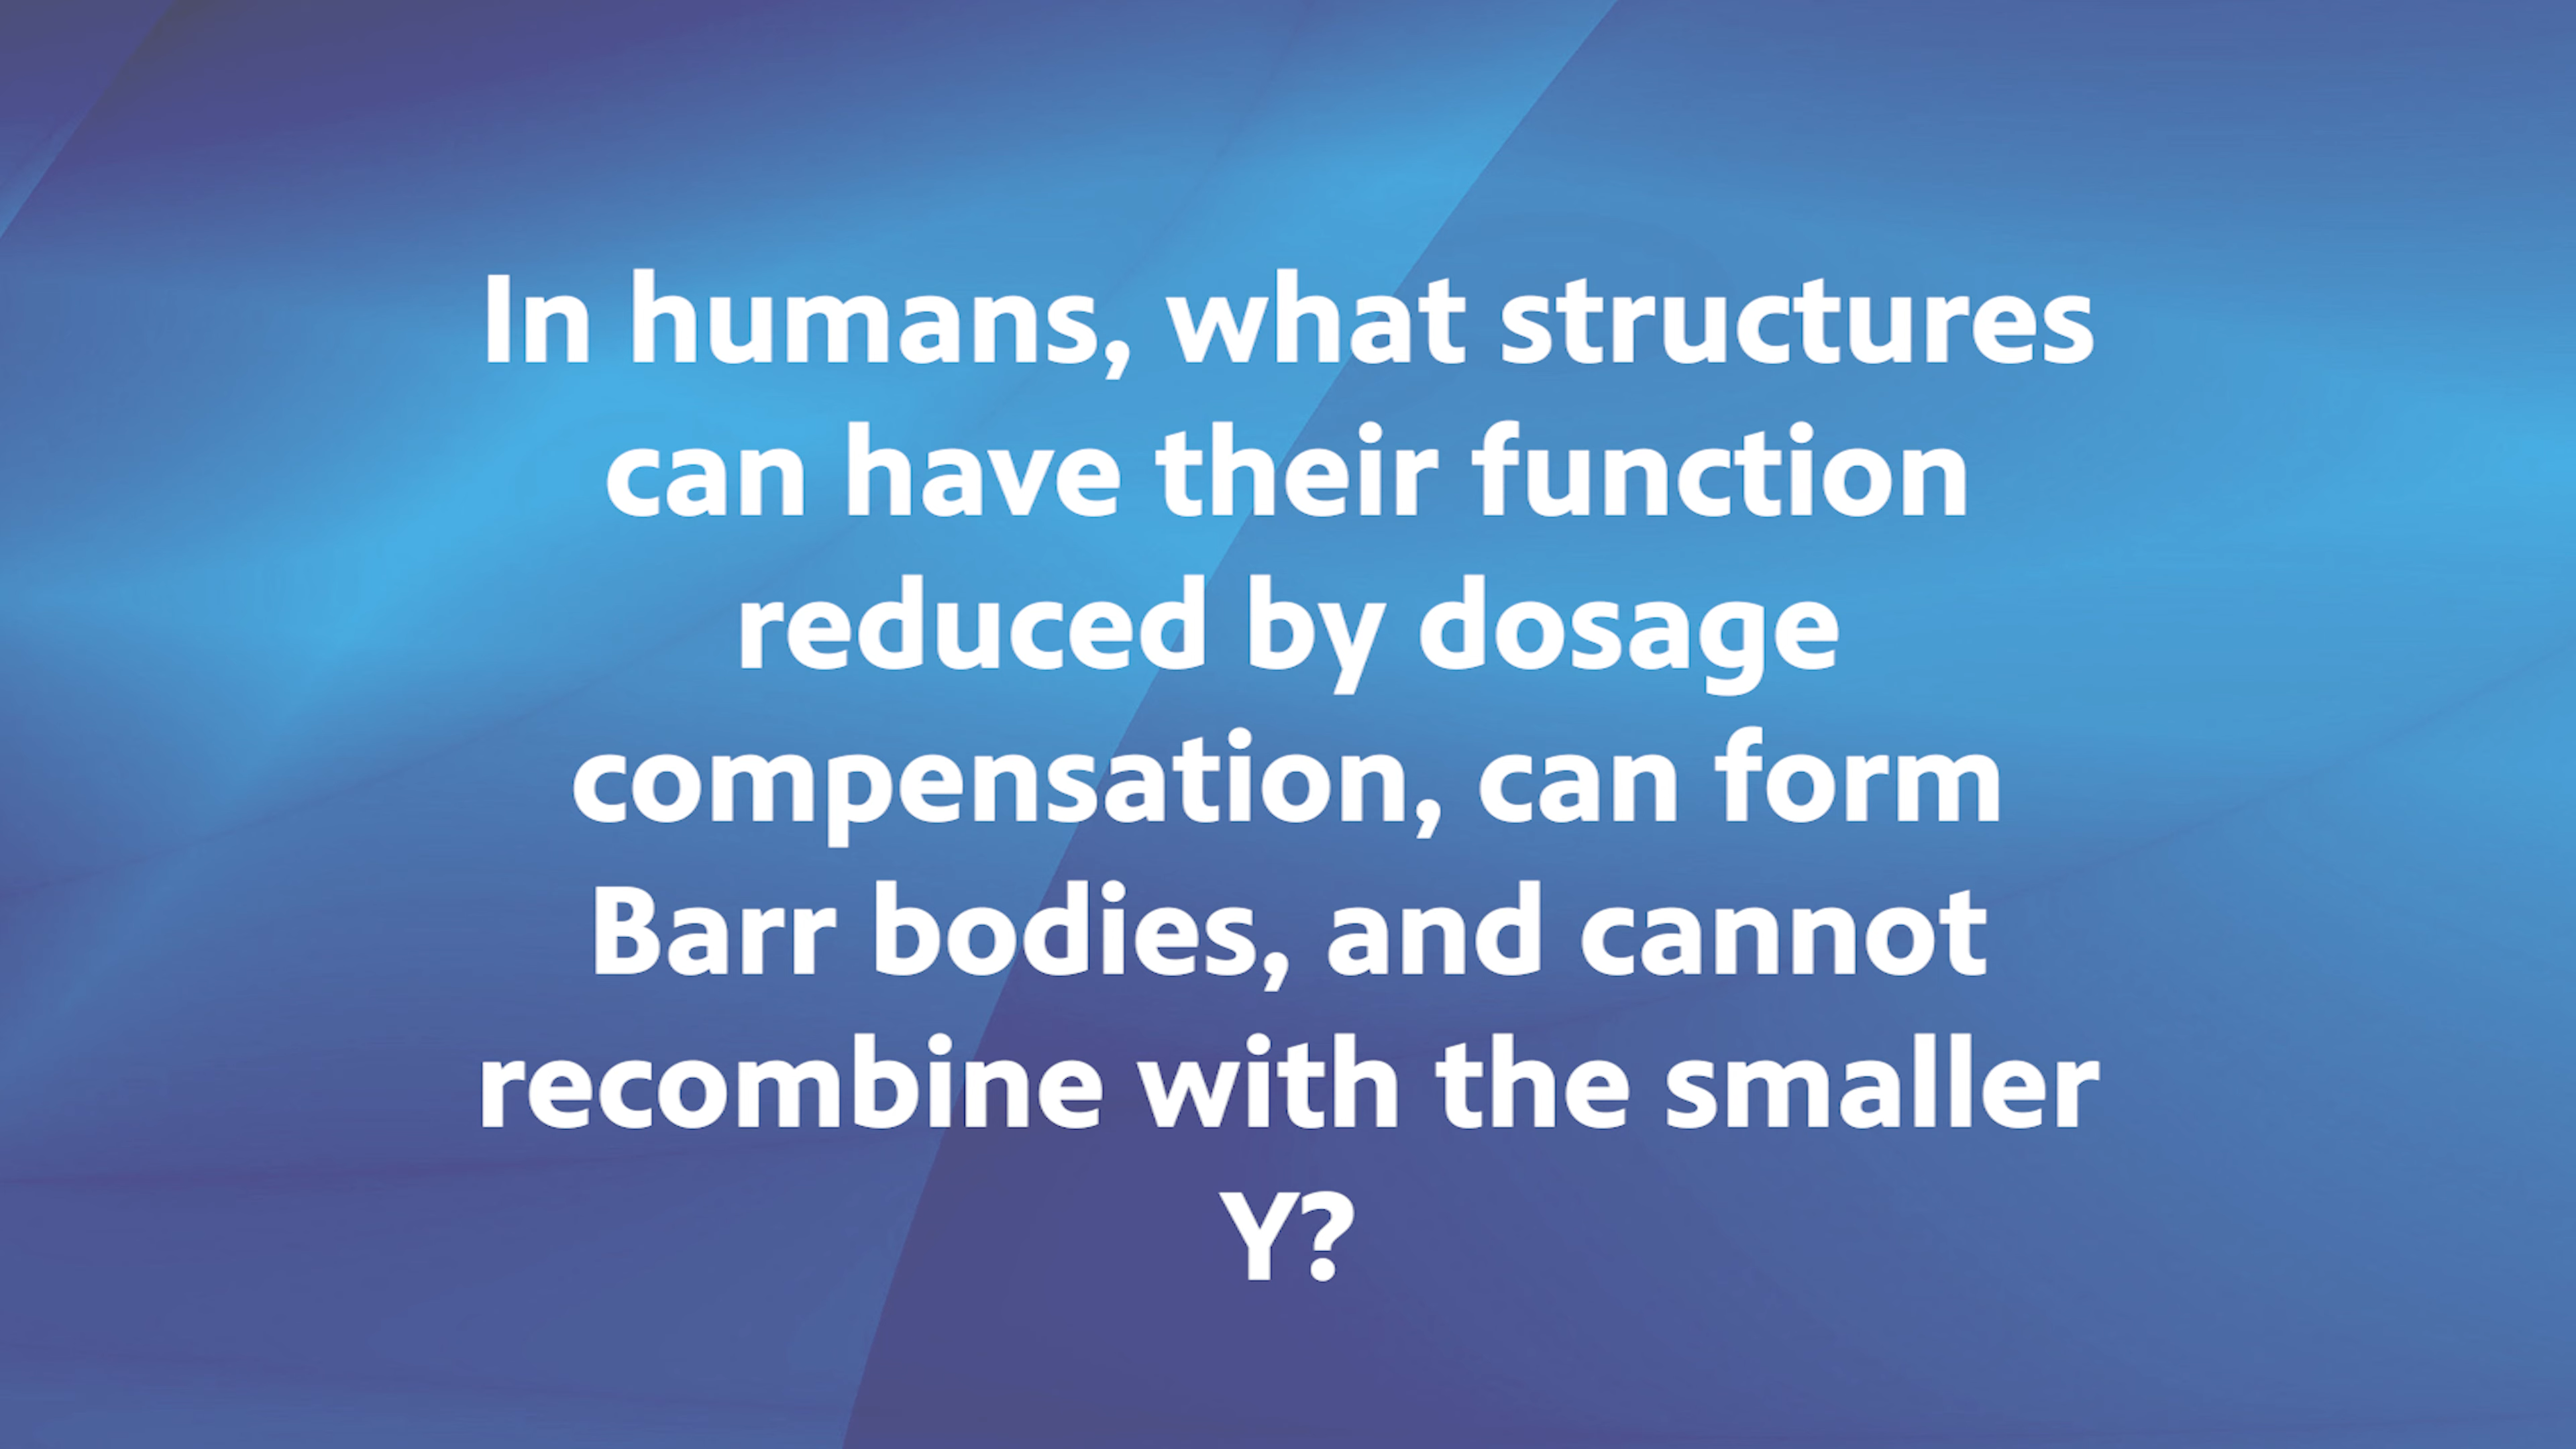 In humans, what structures
can have their function
reduced by dosage
compensation, can form
Barr bodies, and cannot
recombine with the smaller
Y?